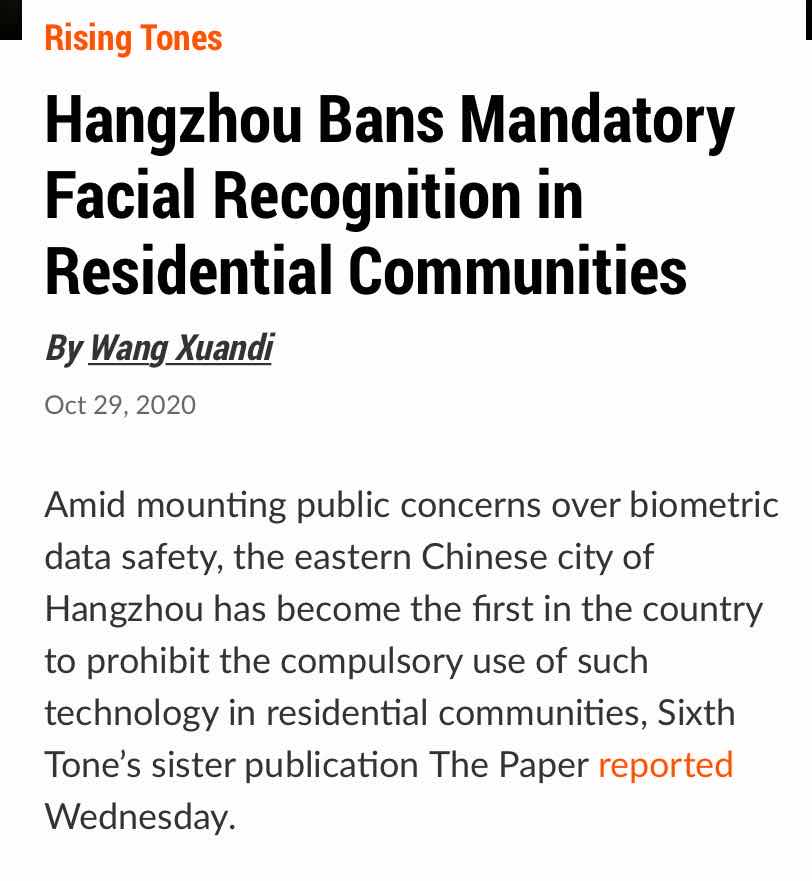 Rising Tones
Hangzhou Bans Mandatory
Facial Recognition in
Residential Communities
By Wang Xuandi
Oct 29, 2020
Amid mounting public concerns over biometric
data safety, the eastern Chinese city of
Hangzhou has become the first in the country
to prohibit the compulsory use of such
technology in residential communities, Sixth
Tone’s sister publication The Paper reported
Wednesday.